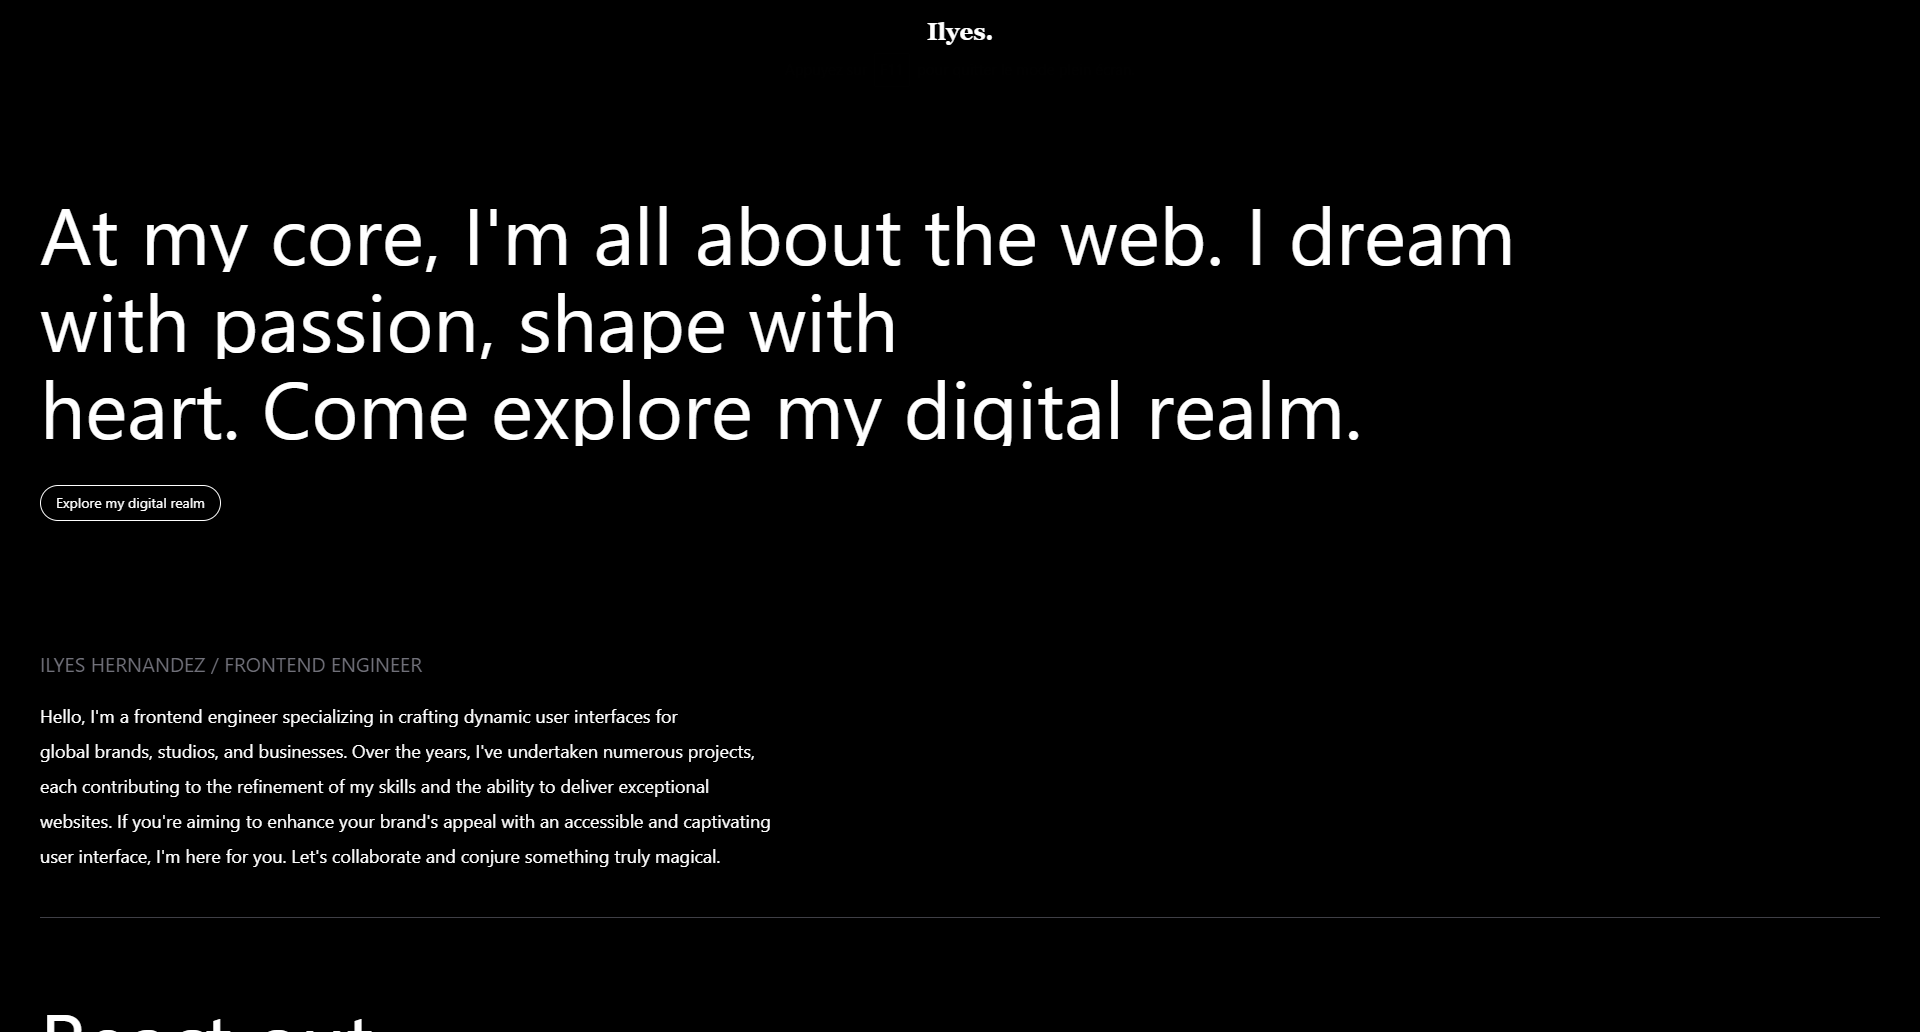 Ilyes.
At my core, I'm all about the web. I dream
with passion, shape with
heart. Come explore my digital realm.
Explore my digital realm
ILYES HERNANDEZ / FRONTEND ENGINEER
Hello, I'm a frontend engineer specializing in crafting dynamic user interfaces for
global brands, studios, and businesses. Over the years, I've undertaken numerous projects,
each contributing to the refinement of my skills and the ability to deliver exceptional
websites. If you're aiming to enhance your brand's appeal with an accessible and captivating
user interface, I'm here for you. Let's collaborate and conjure something truly magical.